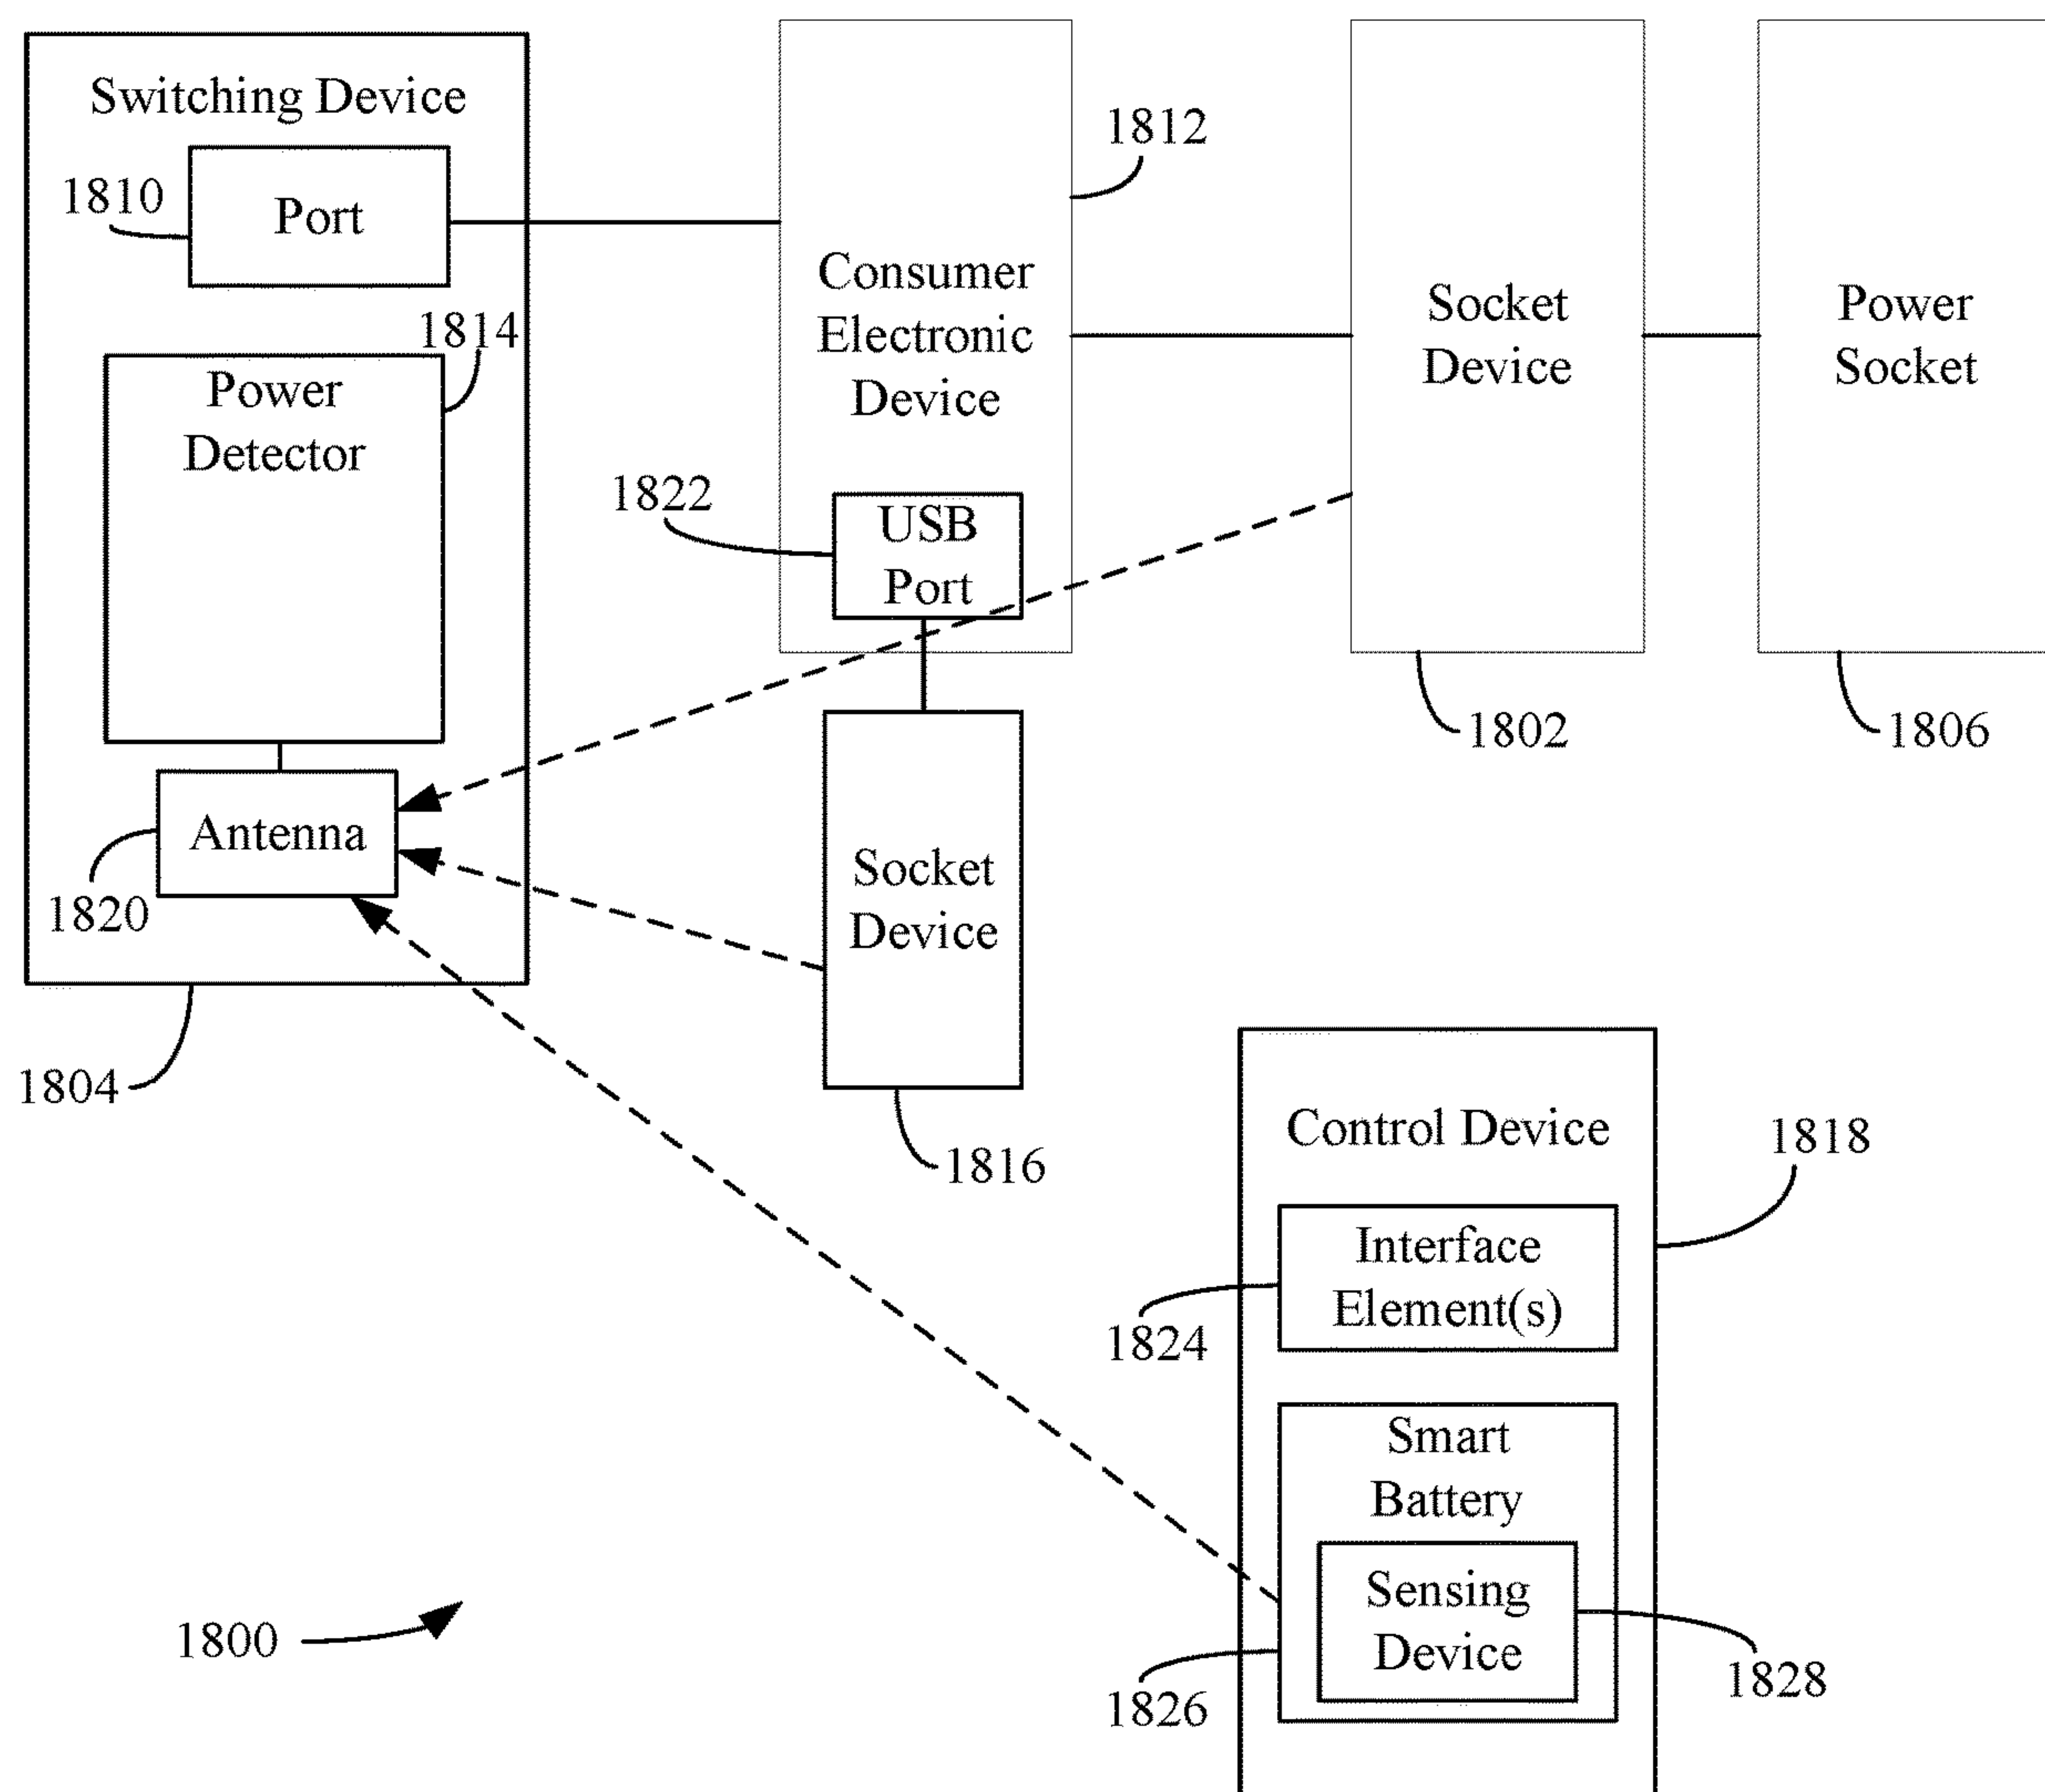 Switching Device
1810
Port
1814
Power
Detector
Antenna
1820
1804
Consumer
Electronic
Device
1812
1822
USB
Port
Socket
Device
1802
Power
Socket
1806
Socket
Device
1816
Control Device
1818
Interface
Element(s)
1824
Smart
Battery
Sensing
Device
1826
1828
1800